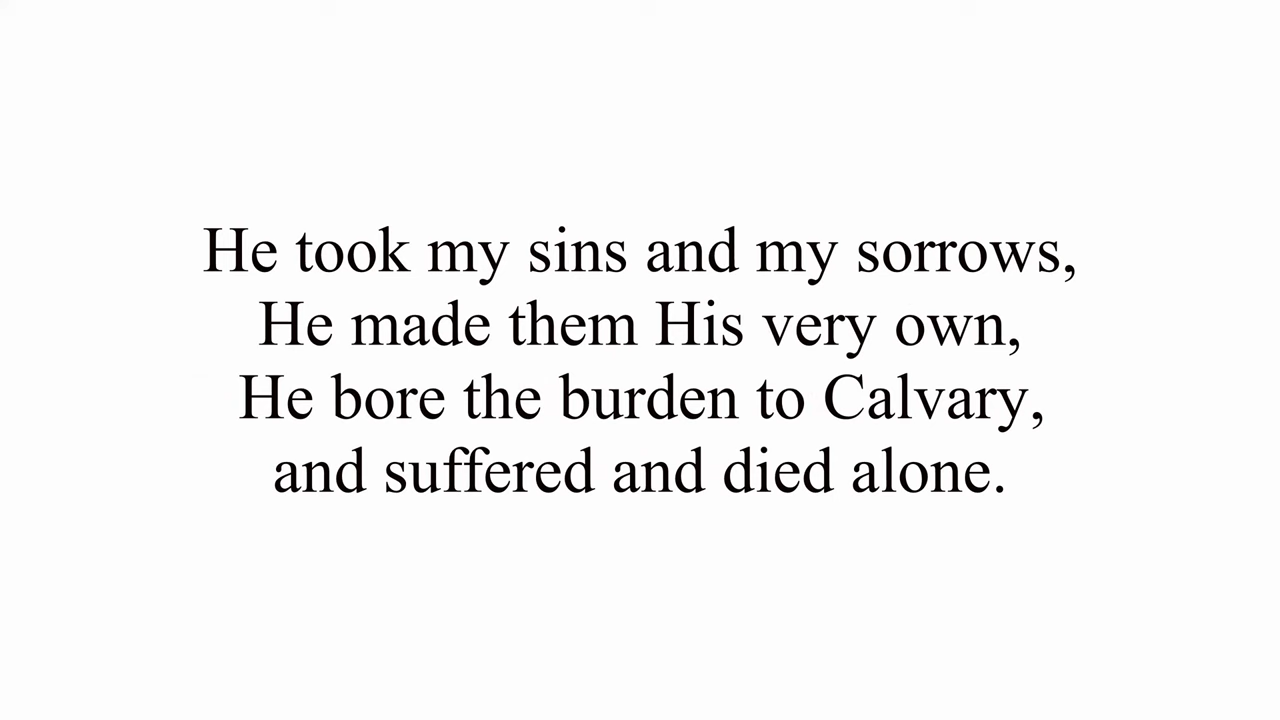 He took my sins and my sorrows,
He made them His very own,
He bore the burden to Calvary,
and suffered and died alone.